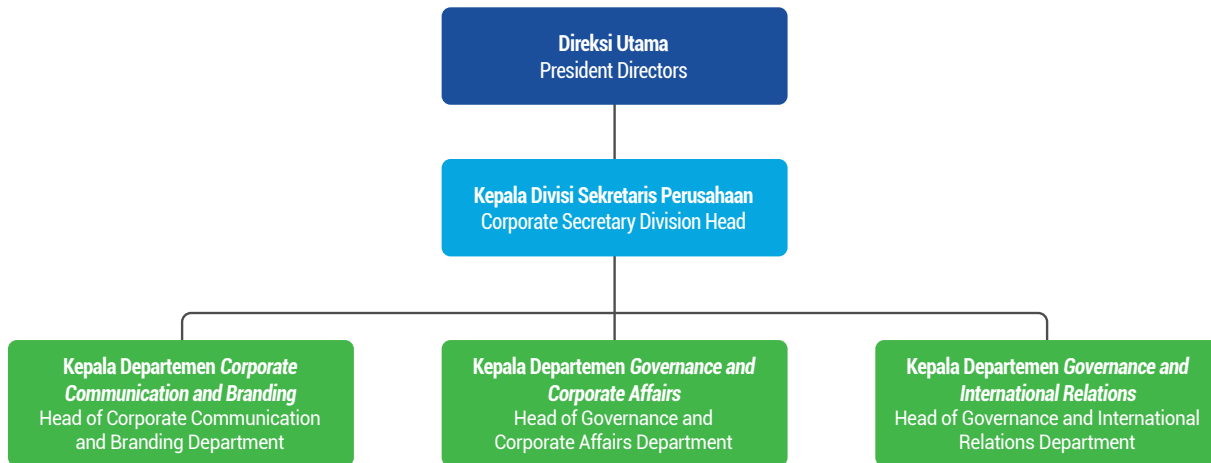 Direksi Utama
President Directors
Kepala Divisi Sekretaris Perusahaan
Corporate Secretary Division Head
Kepala Departemen Corporate
Communication and Branding
Head of Corporate Communication
and Branding Department
Kepala Departemen Governance and
Corporate Affairs
Head of Governance and
Corporate Affairs Department
Kepala Departemen Governance and
International Relations
Head of Governance and International
Relations Department